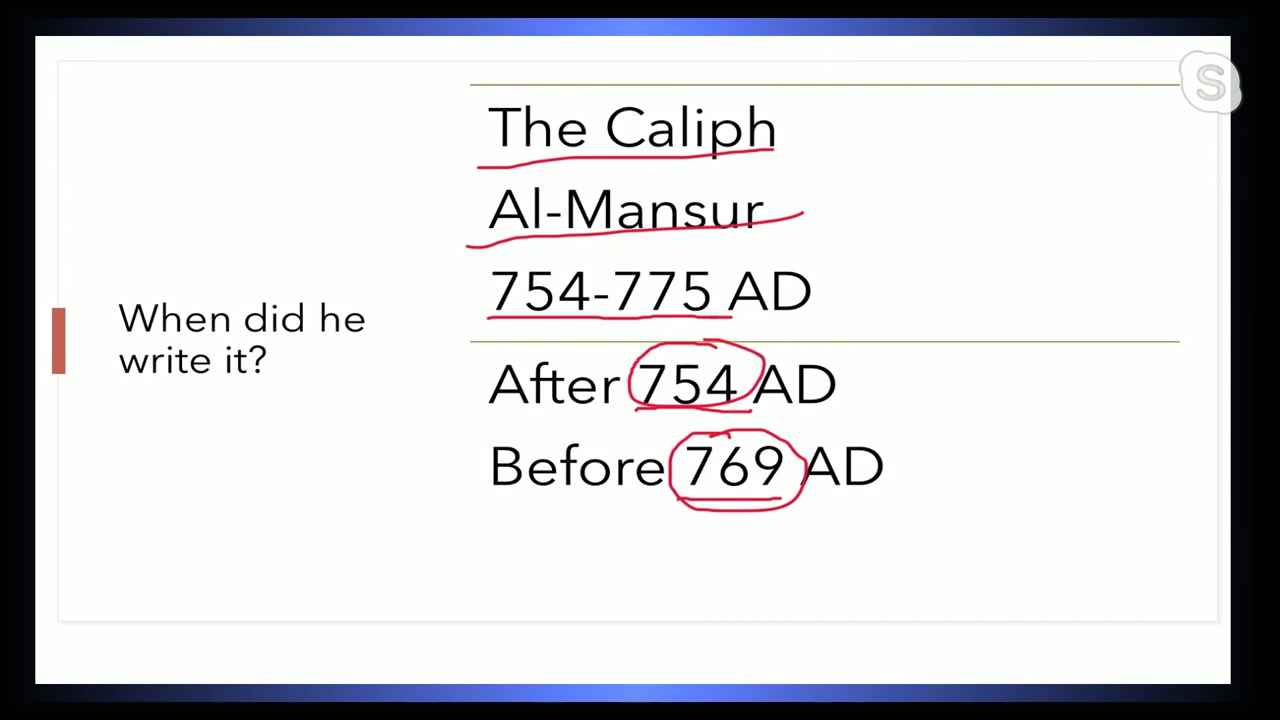 When did he
write it?
The Caliph
Al-Mansur
754-775 AD
After 754 AD
Before 769 AD
S